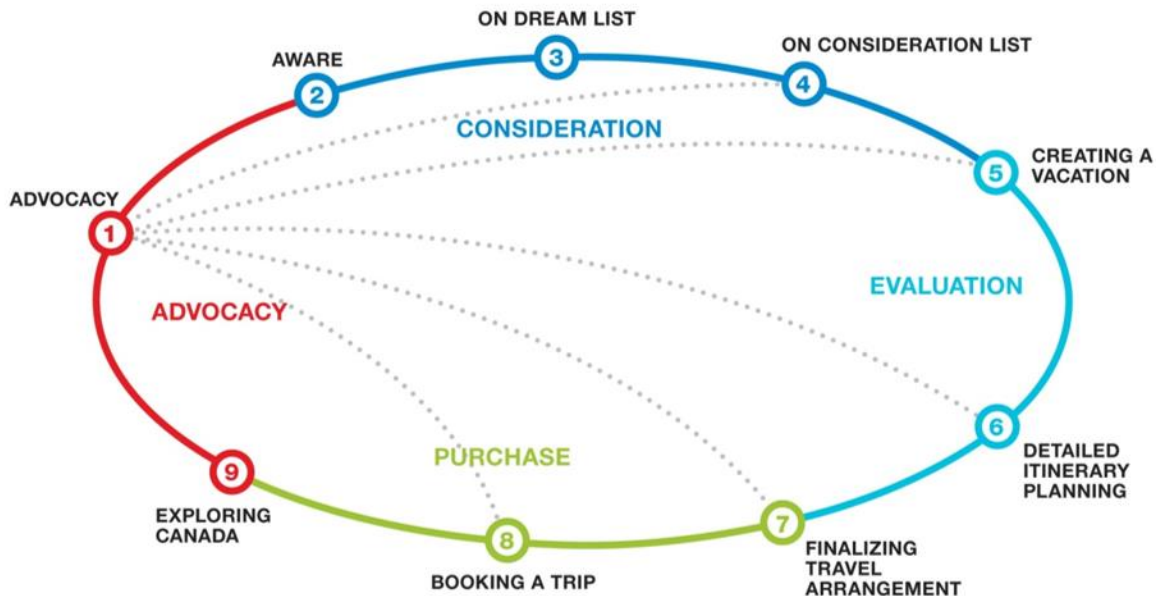 ON DREAM LIST
3
AWARE
2
ON CONSIDERATION LIST
4
CONSIDERATION
CREATING A
VACATION
5
ADVOCACY
1
EVALUATION
ADVOCACY
6
DETAILED
ITINERARY
PLANNING
PURCHASE
9
EXPLORING
CANADA
8
BOOKING A TRIP
7
FINALIZING
TRAVEL
ARRANGEMENT